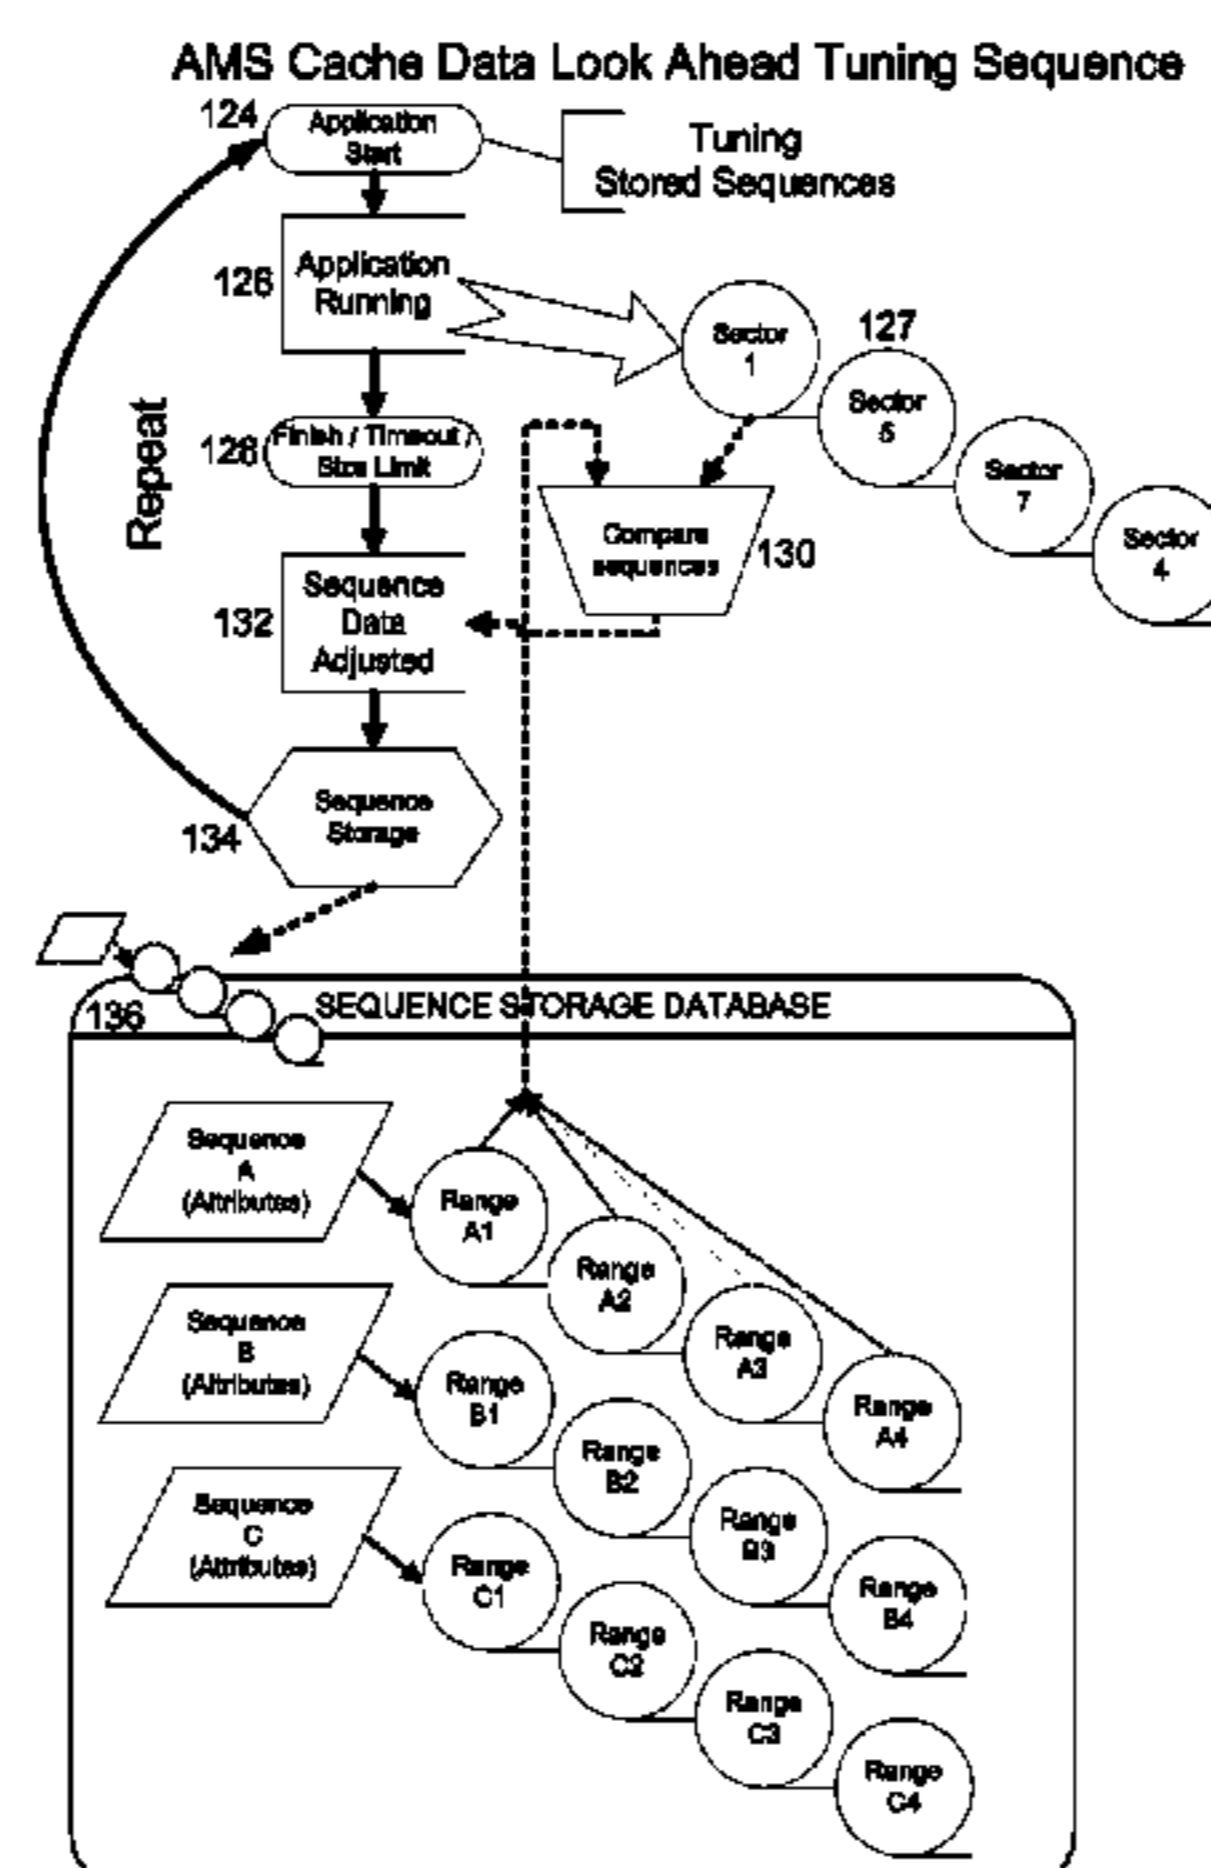 AMS Cache Data Look Ahead Tuning Sequence
124
Application
Start
Tuning
Stored Sequences
126
Application
Running
Sector
1
127
Sector
5
Sector
7
Sector
4
Repeat
128
Finish / Timeout /
Size Limit
Compare
sequences
130
132
Sequence
Data
Adjusted
134
Sequence
Storage
136
SEQUENCE STORAGE DATABASE
Sequence
A
(Attributes)
Range
A1
Range
A2
Range
A3
Range
A4
Sequence
B
(Attributes)
Range
B1
Range
B2
Range
B3
Range
B4
Sequence
C
(Attributes)
Range
C1
Range
C2
Range
C3
Range
C4